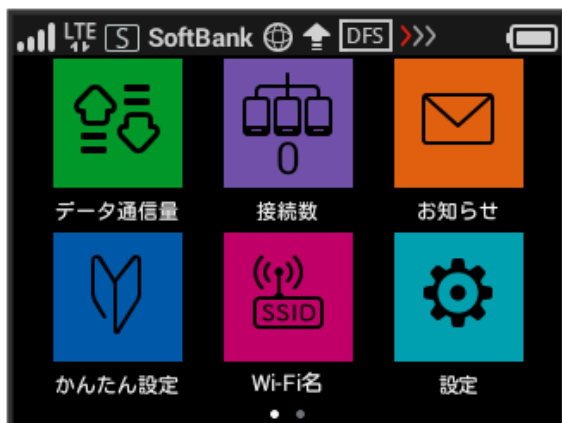 LTE S SoftBank DFS
0
データ通信量 接続数 お知らせ
SSID
かんたん設定 Wi-Fi名 設定